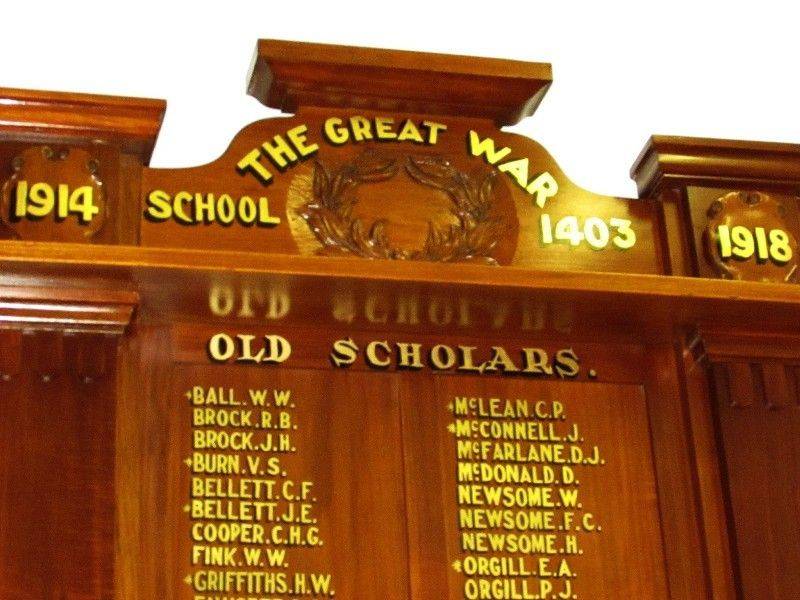 THE GREAT WAR
1914 SCHOOL 1403 1918
OLD SCHOLARS.
*BALL.W.W.
BROCK.R.B.
BROCK.J.H.
*BURN.V.S.
BELLETT.C.F.
*BELLETT.J.E.
COOPER.C.H.G.
FINK.W.W.
*GRIFFITHS.H.W.
*McLEAN.C.P.
*McCONNELL.J.
McFARLANE.D.J.
McDONALD.D.
NEWSOME.W.
NEWSOME.F.C.
NEWSOME.H.
*ORGILL.E.A.
ORGILL.P.J.